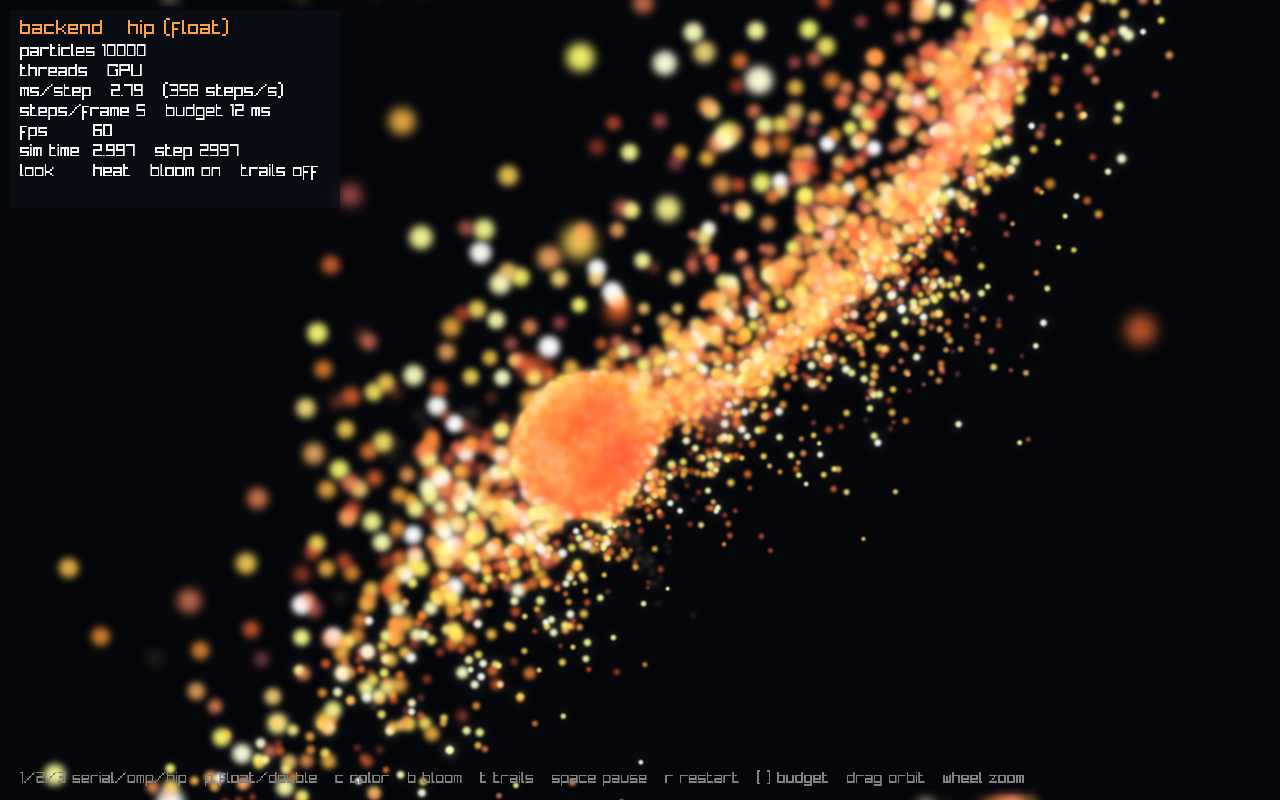 backend hip (float)
particles 10000
threads GPU
ms/step 2.79 (358 steps/s)
steps/frame 5 budget 12 ms
fps 60
sim time 2.997 step 2997
look heat bloom on trails off
1/2/3 serial/omp/hip p float/double c color b bloom t trails space pause r restart [ ] budget drag orbit wheel zoom